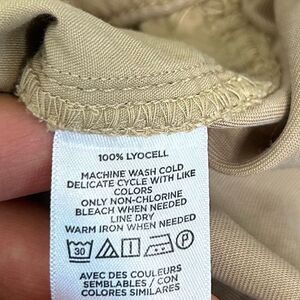 100% LYOCELL
MACHINE WASH COLD
DELICATE CYCLE WITH LIKE
COLORS
ONLY NON-CHLORINE
BLEACH WHEN NEEDED
LINE DRY
WARM IRON WHEN NEEDED
30 P
AVEC DES COULEURS
SEMBLABLES / CON
COLORES SIMILARES